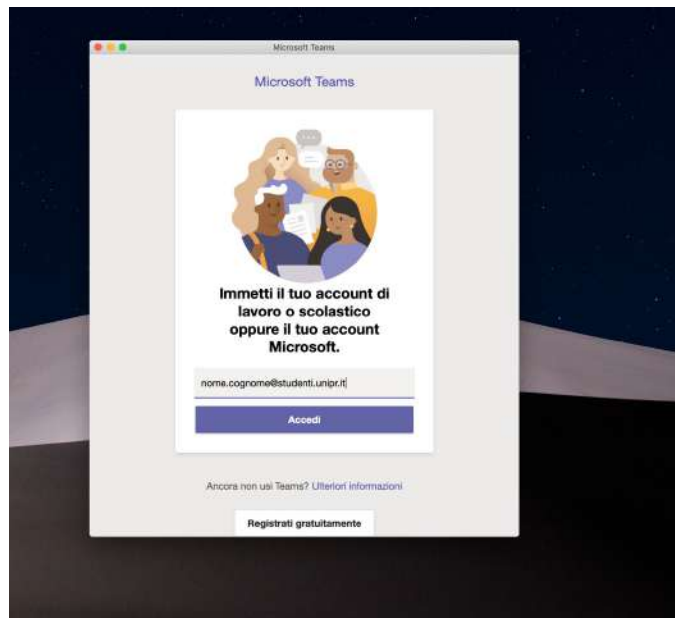 Microsoft Teams
Microsoft Teams
Immetti il tuo account di
lavoro o scolastico
oppure il tuo account
Microsoft.
nome.cognome@studenti.unipr.it
Accedi
Ancora non usi Teams? Ulteriori informazioni
Registrati gratuitamente